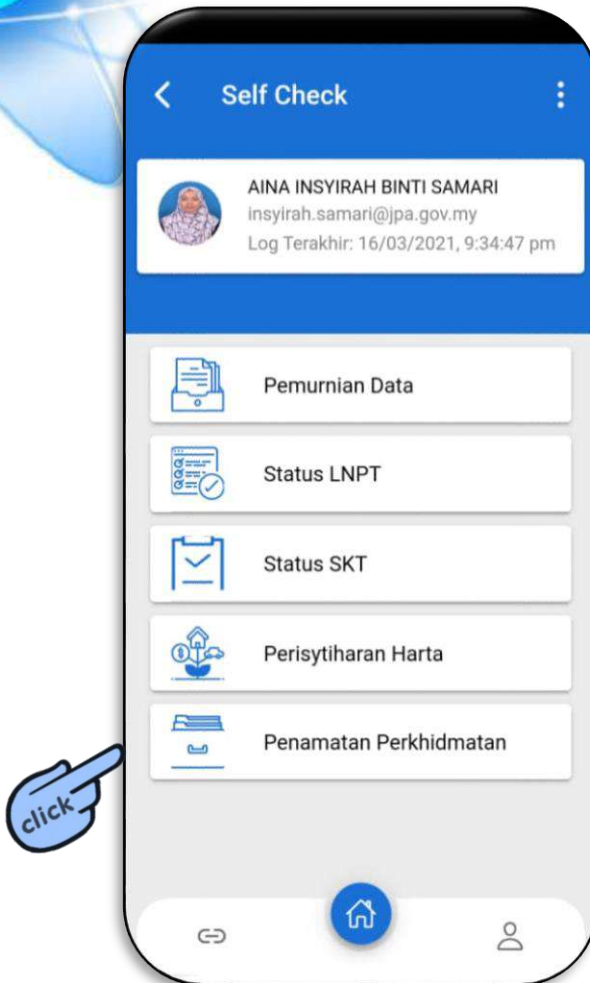 Self Check
AINA INSYIRAH BINTI SAMARI
insyirah.samari@jpa.gov.my
Log Terakhir: 16/03/2021, 9:34:47 pm
Pemurnian Data
Status LNPT
Status SKT
Perisytiharan Harta
Penamatan Perkhidmatan
click